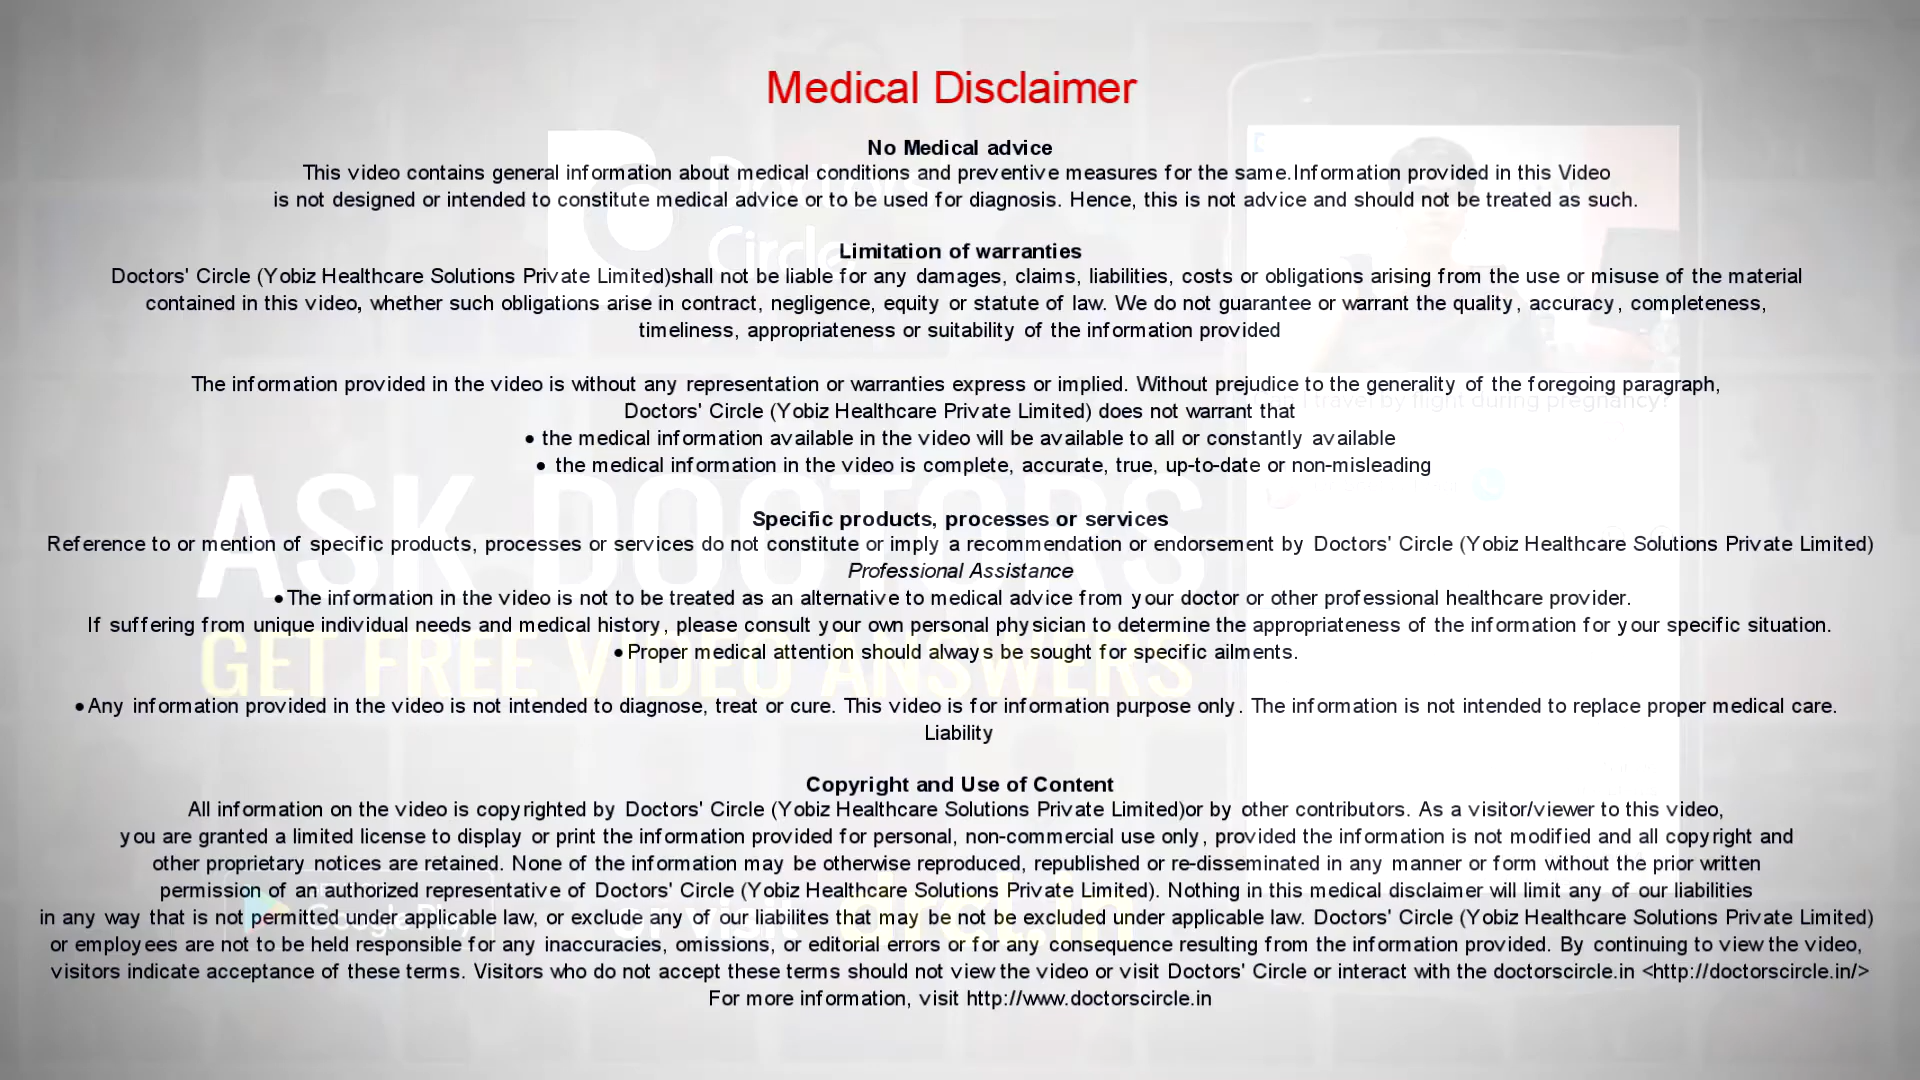 Medical Disclaimer
No Medical advice
This video contains general information about medical conditions and preventive measures for the same.Information provided in this Video
is not designed or intended to constitute medical advice or to be used for diagnosis. Hence, this is not advice and should not be treated as such.
Doctors
Circle
Limitation of warranties
Doctors' Circle (Yobiz Healthcare Solutions Private Limited)shall not be liable for any damages, claims, liabilities, costs or obligations arising from the use or misuse of the material
contained in this video, whether such obligations arise in contract, negligence, equity or statute of law. We do not guarantee or warrant the quality, accuracy, completeness,
timeliness, appropriateness or suitability of the information provided
The information provided in the video is without any representation or warranties express or implied. Without prejudice to the generality of the foregoing paragraph,
Can I travel by flight during pregnancy?
Doctors' Circle (Yobiz Healthcare Private Limited) does not warrant that
• the medical information available in the video will be available to all or constantly available
• the medical information in the video is complete, accurate, true, up-to-date or non-misleading
ASK DOCTORS
Specific products, processes or services
Reference to or mention of specific products, processes or services do not constitute or imply a recommendation or endorsement by Doctors' Circle (Yobiz Healthcare Solutions Private Limited)
Professional Assistance
•The information in the video is not to be treated as an alternative to medical advice from your doctor or other professional healthcare provider.
If suffering from unique individual needs and medical history, please consult your own personal physician to determine the appropriateness of the information for your specific situation.
GET FREE VIDEO ANSWERS
•Proper medical attention should always be sought for specific ailments.
•Any information provided in the video is not intended to diagnose, treat or cure. This video is for information purpose only. The information is not intended to replace proper medical care.
Liability
Copyright and Use of Content
All information on the video is copyrighted by Doctors' Circle (Yobiz Healthcare Solutions Private Limited)or by other contributors. As a visitor/viewer to this video,
you are granted a limited license to display or print the information provided for personal, non-commercial use only, provided the information is not modified and all copyright and
other proprietary notices are retained. None of the information may be otherwise reproduced, republished or re-disseminated in any manner or form without the prior written
permission of an authorized representative of Doctors' Circle (Yobiz Healthcare Solutions Private Limited). Nothing in this medical disclaimer will limit any of our liabilities
in any way that is not permitted under applicable law, or exclude any of our liabilites that may be not be excluded under applicable law. Doctors' Circle (Yobiz Healthcare Solutions Private Limited)
Google Play
or visit drcl.in
or employees are not to be held responsible for any inaccuracies, omissions, or editorial errors or for any consequence resulting from the information provided. By continuing to view the video,
visitors indicate acceptance of these terms. Visitors who do not accept these terms should not view the video or visit Doctors' Circle or interact with the doctorscircle.in <http://doctorscircle.in/>
For more information, visit http://www.doctorscircle.in